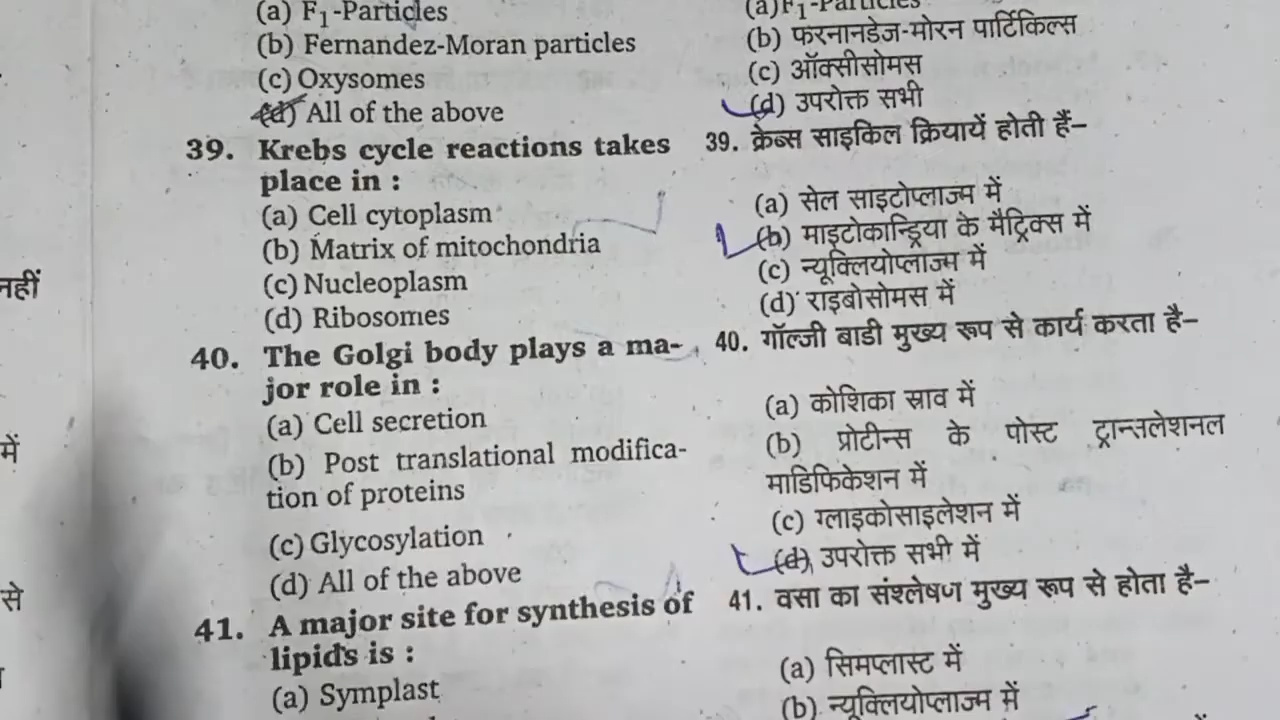 (a) F₁-Particles
(b) Fernandez-Moran particles
(c) Oxysomes
(d) All of the above
39. Krebs cycle reactions takes
place in :
(a) Cell cytoplasm
(b) Matrix of mitochondria
(c) Nucleoplasm
(d) Ribosomes
40. The Golgi body plays a ma-
jor role in :
(a) Cell secretion
(b) Post translational modifica-
tion of proteins
(c) Glycosylation
(d) All of the above
41. A major site for synthesis of
lipids is :
(a) Symplast
(a) F₁-Particles
(b) फरनानडेज-मोरन पार्टिकिल्स
(c) ऑक्सीसोमस
(d) उपरोक्त सभी
39. क्रेब्स साइकिल क्रियायें होती हैं–
(a) सेल साइटोप्लाज्म में
(b) माइटोकान्ड्रिया के मैट्रिक्स में
(c) न्यूक्लियोप्लाज्म में
(d) राइबोसोमस में
40. गॉल्जी बाडी मुख्य रूप से कार्य करता है–
(a) कोशिका स्राव में
(b) प्रोटीन्स के पोस्ट ट्रान्सलेशनल
माडिफिकेशन में
(c) ग्लाइकोसाइलेशन में
(d) उपरोक्त सभी में
41. वसा का संश्लेषण मुख्य रूप से होता है–
(a) सिमप्लास्ट में
(b) न्यूक्लियोप्लाज्म में
नहीं
में
से